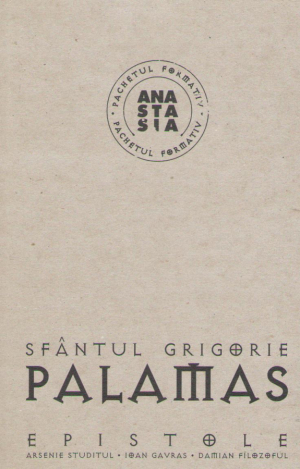 PACHETUL FORMATIV
ANA
STA
SIA
PACHETUL FORMATIV
SFÂNTUL GRIGORIE
PALAMAS
EPISTOLE
ARSENIE STUDITUL • IOAN GAVRAS • DAMIAN FILOZOFUL